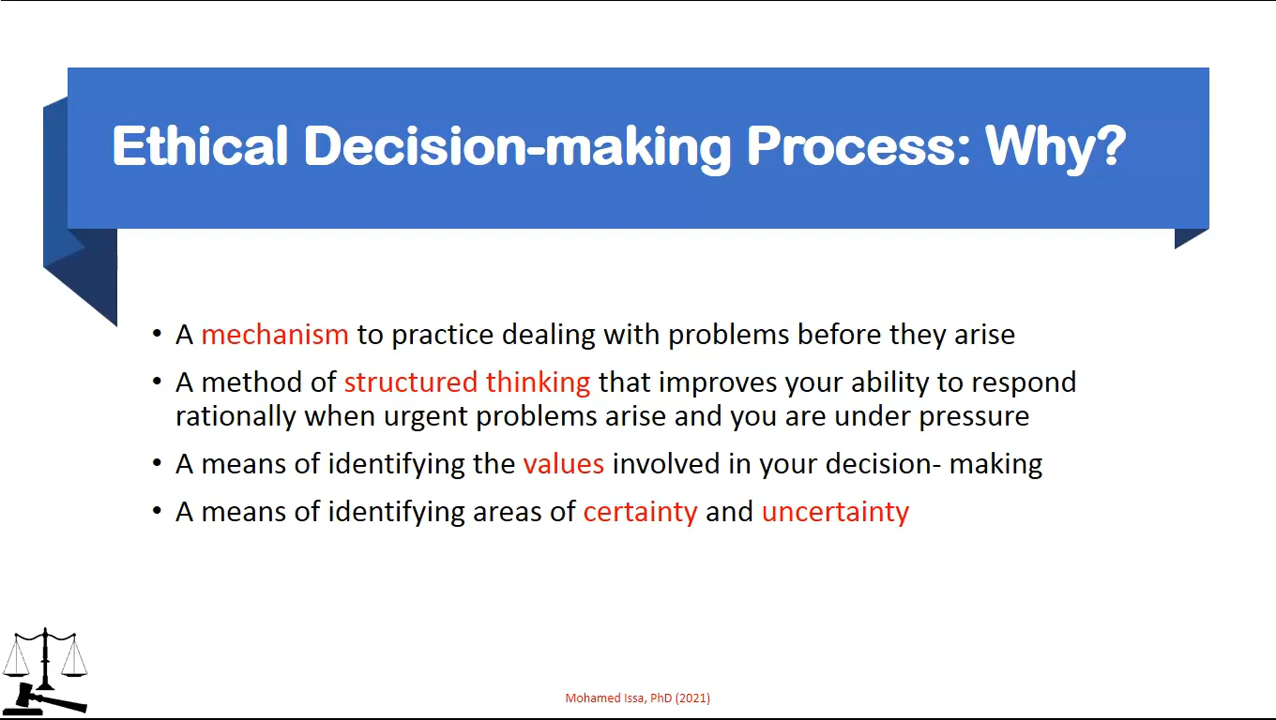 Ethical Decision-making Process: Why?
• A mechanism to practice dealing with problems before they arise
• A method of structured thinking that improves your ability to respond
rationally when urgent problems arise and you are under pressure
• A means of identifying the values involved in your decision- making
• A means of identifying areas of certainty and uncertainty
Mohamed Issa, PhD (2021)